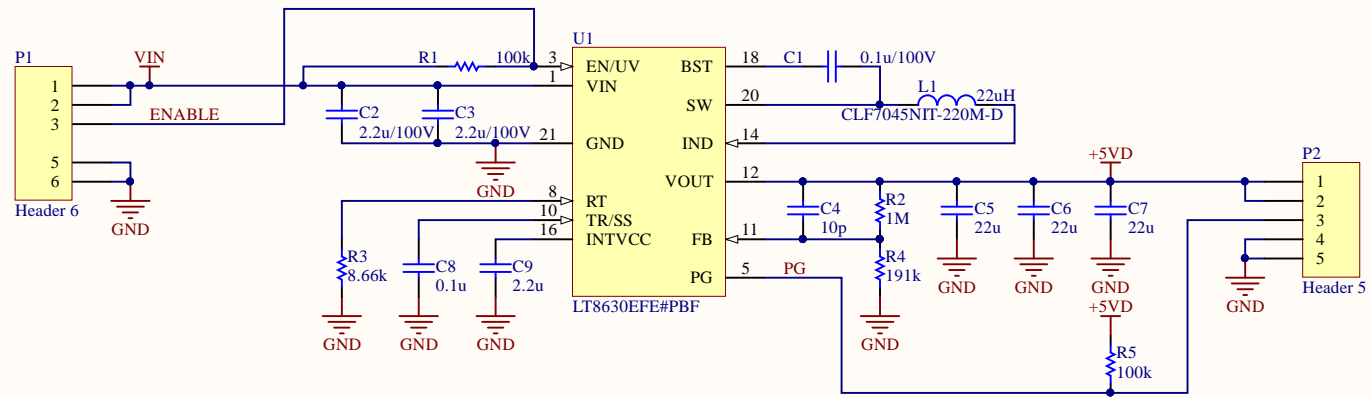 P1
1
2
3
5
6
Header 6
VIN
ENABLE
GND
R1
100k
C2
2.2u/100V
C3
2.2u/100V
GND
U1
3
EN/UV
1
VIN
21
GND
8
RT
10
TR/SS
16
INTVCC
BST
18
SW
20
IND
14
VOUT
12
FB
11
PG
5
LT8630EFE#PBF
R3
8.66k
GND
C8
0.1u
GND
C9
2.2u
GND
C1
0.1u/100V
L1
22uH
CLF7045NIT-220M-D
C4
10p
R2
1M
R4
191k
GND
PG
C5
22u
GND
C6
22u
GND
+5VD
C7
22u
GND
+5VD
R5
100k
P2
1
2
3
4
5
Header 5
GND